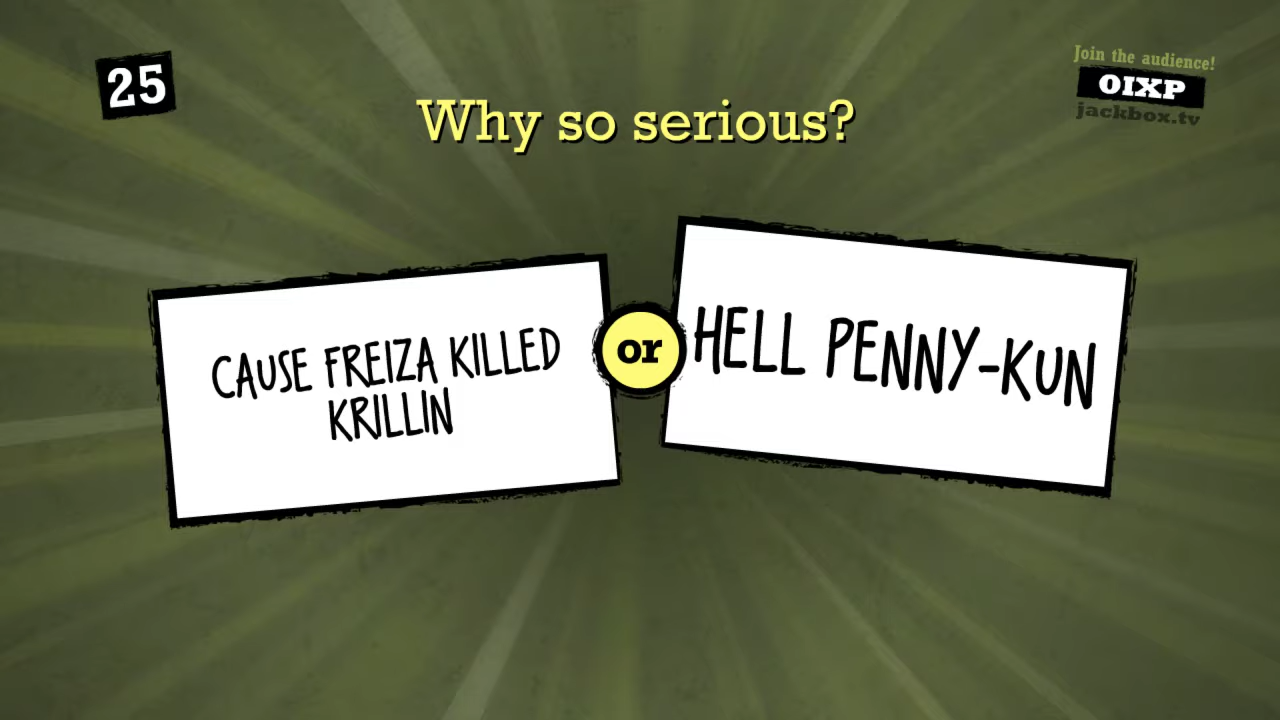 25
Join the audience!
OIXP
jackbox.tv
Why so serious?
CAUSE FREIZA KILLED
KRILLIN
or
HELL PENNY-KUN